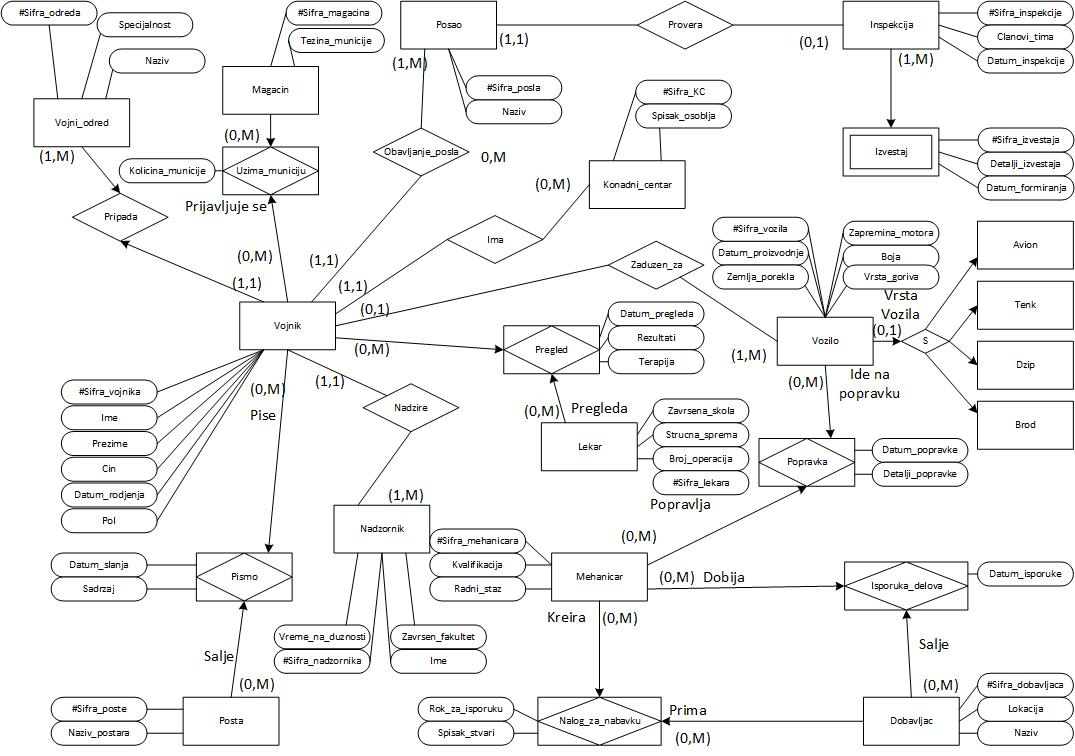 #Sifra_odreda
Specijalnost
Naziv
Vojni_odred
(1,M)
Pripada
#Sifra_magacina
Tezina_municije
Magacin
(0,M)
Kolicina_municije
Uzima_municiju
Prijavljuje se
(0,M)
(1,1)
Posao
(1,1)
(1,M)
#Sifra_posla
Naziv
Obavljanje_posla
0,M
(1,1)
Provera
(0,1)
Inspekcija
(1,M)
#Sifra_inspekcije
Clanovi_tima
Datum_inspekcije
Izvestaj
#Sifra_izvestaja
Detalji_izvestaja
Datum_formiranja
#Sifra_KC
Spisak_osoblja
Konadni_centar
(0,M)
Ima
(1,1)
Zaduzen_za
(0,1)
Vojnik
(0,M)
#Sifra_vozila
Datum_proizvodnje
Zemlja_porekla
Zapremina_motora
Boja
Vrsta_goriva
Vrsta
Vozila
(0,1)
Vozilo
(1,M)
(0,M)
S
Avion
Tenk
Dzip
Brod
Ide na
popravku
Datum_pregleda
Rezultati
Terapija
Pregled
(0,M)
Pregleda
Lekar
Zavrsena_skola
Strucna_sprema
Broj_operacija
#Sifra_lekara
Popravka
Datum_popravke
Detalji_popravke
Popravlja
(0,M)
#Sifra_vojnika
Ime
Prezime
Cin
Datum_rodjenja
Pol
(0,M)
Pise
(1,1)
Nadzire
(1,M)
Nadzornik
Vreme_na_duznosti
#Sifra_nadzornika
Zavrsen_fakultet
Ime
Datum_slanja
Sadrzaj
Pismo
Salje
(0,M)
#Sifra_poste
Naziv_postara
Posta
#Sifra_mehanicara
Kvalifikacija
Radni_staz
Mehanicar
(0,M) Dobija
Kreira
(0,M)
Isporuka_delova
Datum_isporuke
Salje
(0,M)
Rok_za_isporuku
Spisak_stvari
Nalog_za_nabavku
Prima
(0,M)
Dobavljac
#Sifra_dobavljaca
Lokacija
Naziv